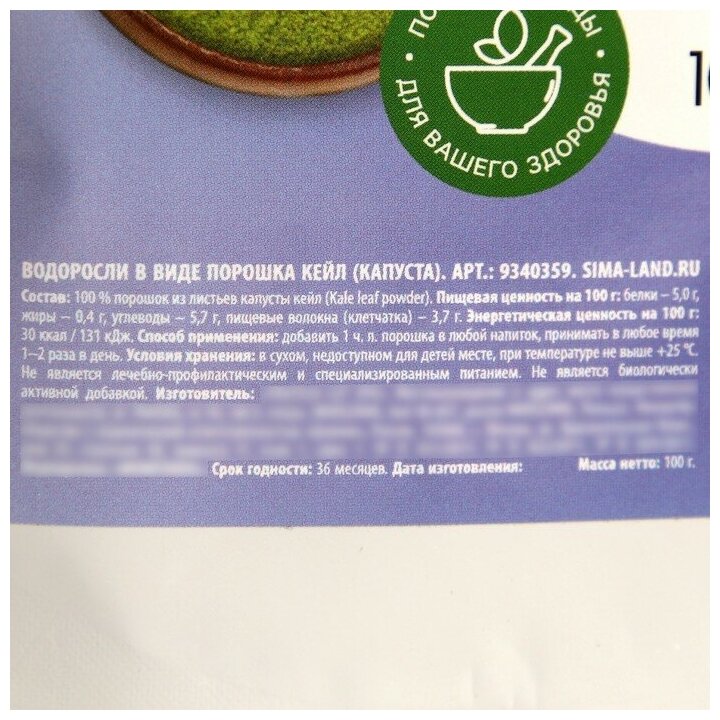 ДЛЯ ВАШЕГО ЗДОРОВЬЯ
ВОДОРОСЛИ В ВИДЕ ПОРОШКА КЕЙЛ (КАПУСТА). АРТ.: 9340359. SIMA-LAND.RU
Состав: 100 % порошок из листьев капусты кейл (Kale leaf powder). Пищевая ценность на 100 г: белки – 5,0 г,
жиры – 0,4 г, углеводы – 5,7 г, пищевые волокна (клетчатка) – 3,7 г. Энергетическая ценность на 100 г:
30 ккал / 131 кДж. Способ применения: добавить 1 ч. л. порошка в любой напиток, принимать в любое время
1–2 раза в день. Условия хранения: в сухом, недоступном для детей месте, при температуре не выше +25 °C.
Не является лечебно-профилактическим и специализированным питанием. Не является биологически
активной добавкой. Изготовитель:
Срок годности: 36 месяцев. Дата изготовления: Масса нетто: 100 г.